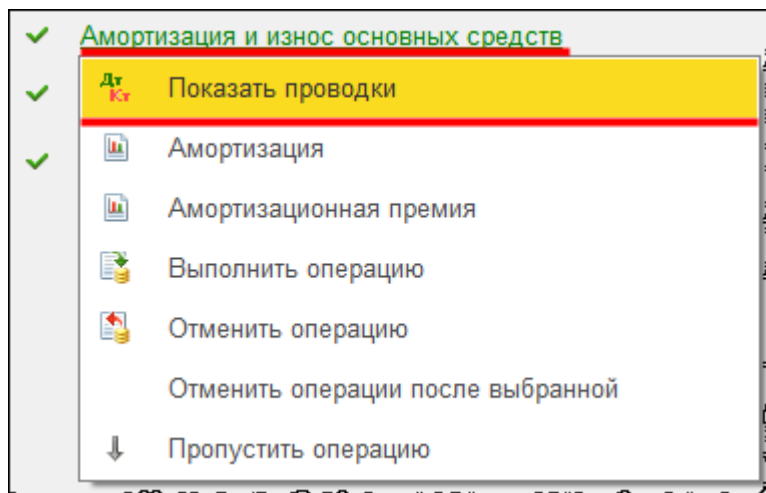 Амортизация и износ основных средств
Дт
Кт
Показать проводки
Амортизация
Амортизационная премия
Выполнить операцию
Отменить операцию
Отменить операции после выбранной
Пропустить операцию